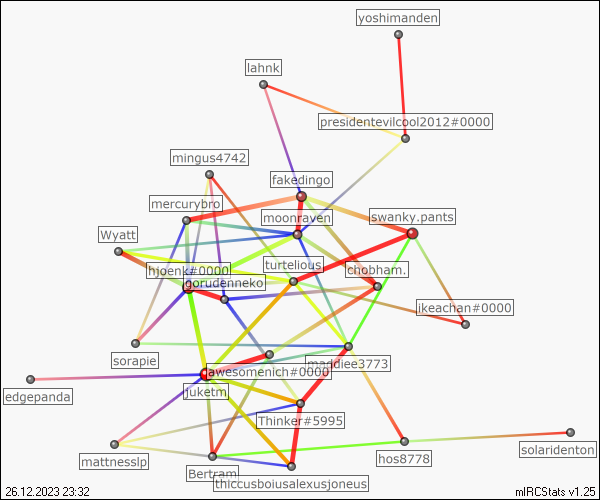 yoshimanden
lahnk
presidentevilcool2012#0000
mingus4742
fakedingo
mercurybro
moonraven
swanky.pants
Wyatt
hjoenk#0000
turtelious
chobham.
gorudenneko
ikeachan#0000
sorapie
maddiee3773
awesomenich#0000
edgepanda
juketm
Thinker#5995
mattnesslp
Bertram
hos8778
solaridenton
thiccusboiusalexusjoneus
26.12.2023 23:32
mIRCStats v1.25